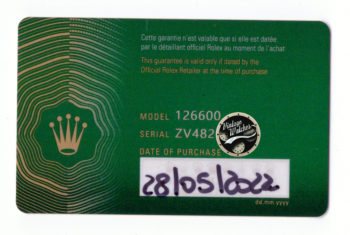 Cette garantie n'est valable que si elle est datée
par le détaillant officiel Rolex au moment de l'achat
This guarantee is valid only if dated by the
Official Rolex Retailer at the time of purchase
MODEL 126600
SERIAL ZV482
Vintage
Watches
DATE OF PURCHASE
28/05/2022
dd.mm.yyyy